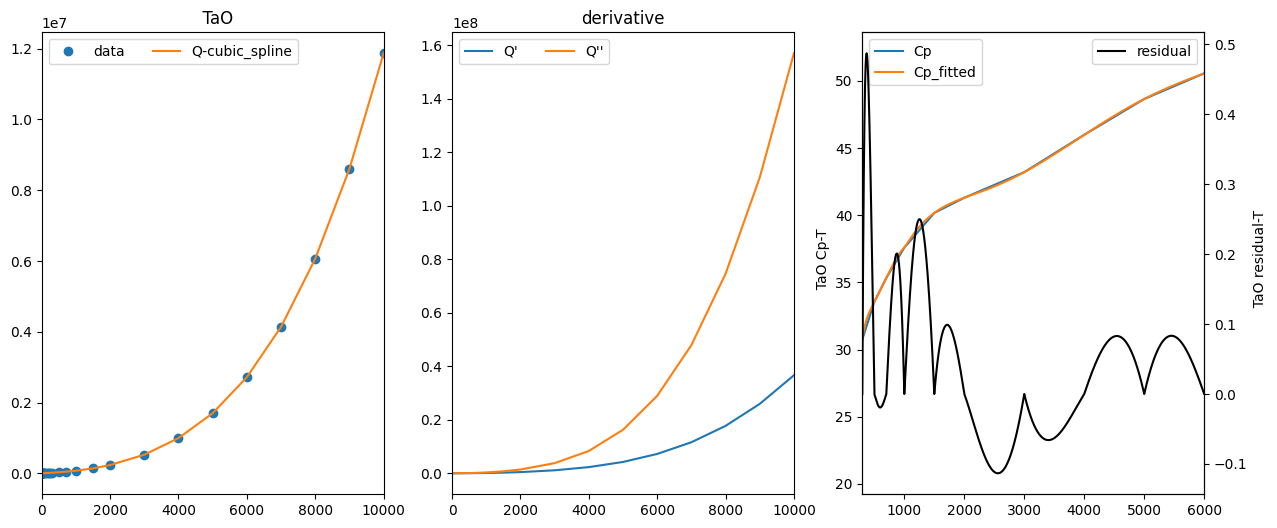 TaO
1e7
data
Q-cubic_spline
1.2
1.0
0.8
0.6
0.4
0.2
0.0
0 2000 4000 6000 8000 10000
derivative
1e8
Q'
Q''
1.6
1.4
1.2
1.0
0.8
0.6
0.4
0.2
0.0
0 2000 4000 6000 8000 10000
Cp
Cp_fitted
residual
TaO Cp-T
50
45
40
35
30
25
20
1000 2000 3000 4000 5000 6000
0.5
0.4
0.3
0.2
0.1
0.0
−0.1
TaO residual-T